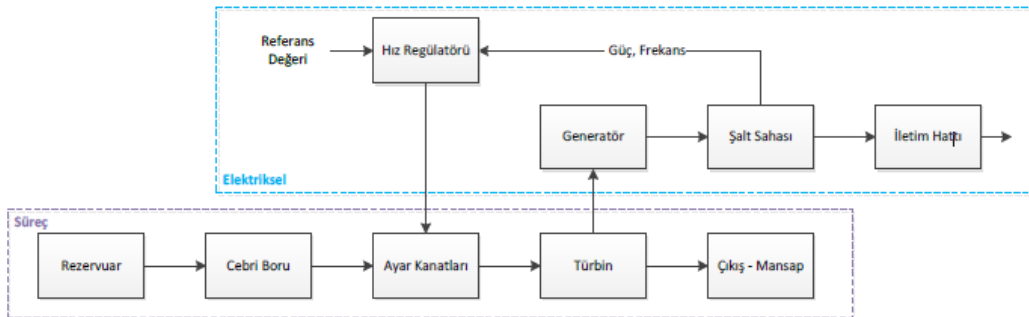 Referans
Değeri
Hız Regülatörü
Güç, Frekans
Generatör
Şalt Sahası
İletim Hattı
Elektriksel
Süreç
Rezervuar
Cebri Boru
Ayar Kanatları
Türbin
Çıkış - Mansap